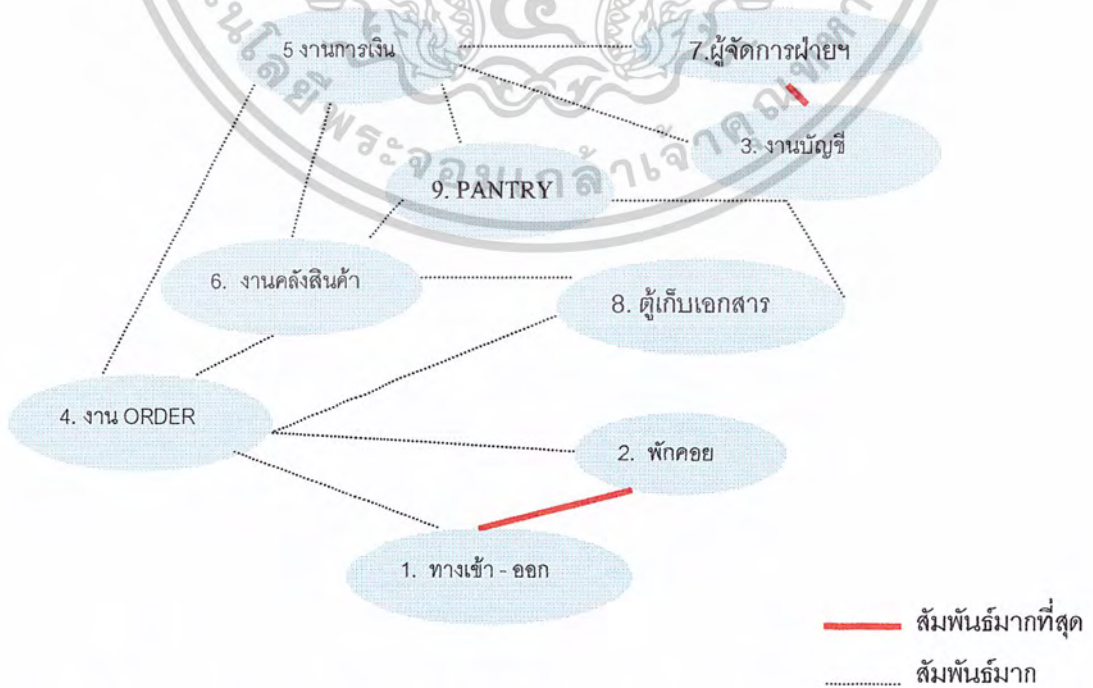 5 งานการเงิน
7.ผู้จัดการฝ่ายฯ
3. งานบัญชี
9. PANTRY
6. งานคลังสินค้า
8. ตู้เก็บเอกสาร
4. งาน ORDER
2. พักคอย
1. ทางเข้า - ออก
สัมพันธ์มากที่สุด
สัมพันธ์มาก